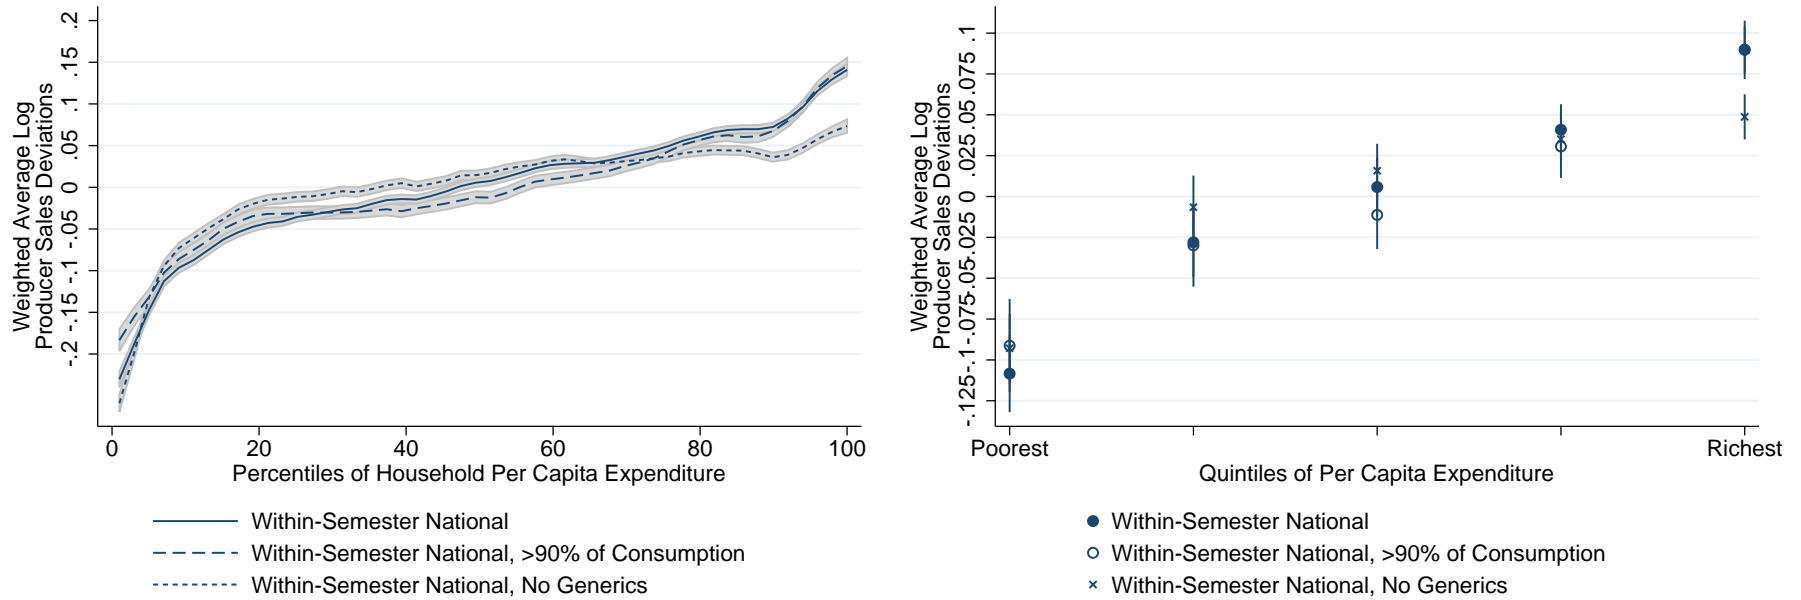 Weighted Average Log
Producer Sales Deviations
.2
.15
.1
.05
0
-.05
-.1
-.15
-.2
0 20 40 60 80 100
Percentiles of Household Per Capita Expenditure
Within-Semester National
Within-Semester National, >90% of Consumption
Within-Semester National, No Generics
Weighted Average Log
Producer Sales Deviations
.1
.075
.05
.025
0
-.025
-.05
-.075
-.1
-.125
Poorest Richest
Quintiles of Per Capita Expenditure
Within-Semester National
Within-Semester National, >90% of Consumption
Within-Semester National, No Generics